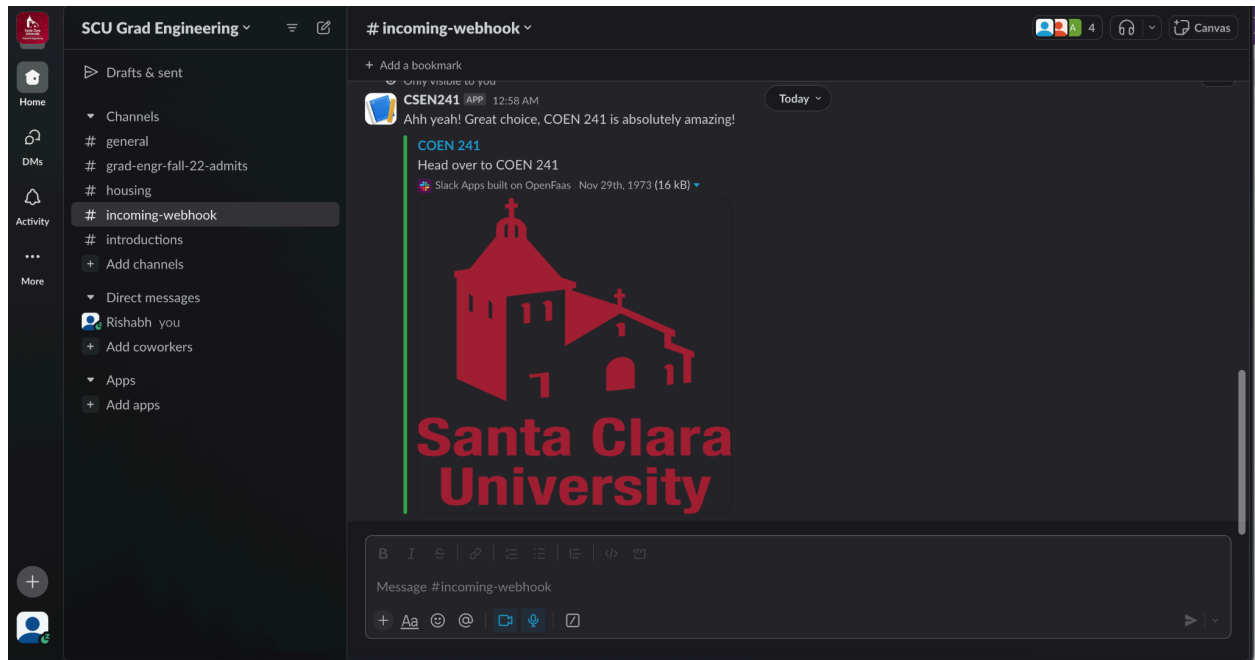 SCU Grad Engineering
Drafts & sent
Home
DMs
Activity
More
Channels
# general
# grad-engr-fall-22-admits
# housing
# incoming-webhook
# introductions
+ Add channels
Direct messages
Rishabh you
+ Add coworkers
Apps
+ Add apps
+
# incoming-webhook
A 4
Canvas
+ Add a bookmark
Only visible to you
Today
CSEN241 APP 12:58 AM
Ahh yeah! Great choice, COEN 241 is absolutely amazing!
COEN 241
Head over to COEN 241
Slack Apps built on OpenFaas Nov 29th, 1973 (16 kB)
Santa Clara
University
B I S
Message #incoming-webhook
+ Aa @